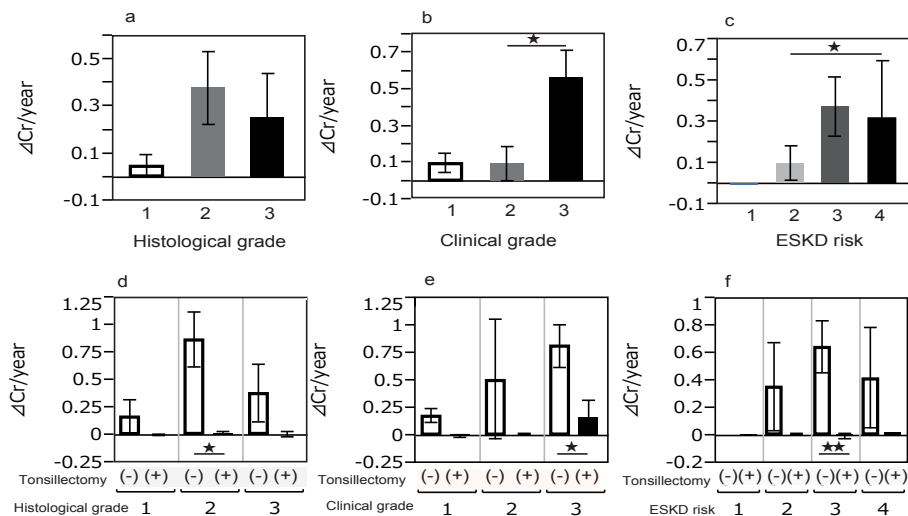 a
ΔCr/year
0.5
0.3
0.1
-0.1
1 2 3
Histological grade
b
ΔCr/year
0.7
0.5
0.3
0.1
-0.1
★
1 2 3
Clinical grade
c
ΔCr/year
0.7
0.5
0.3
0.1
-0.1
★
1 2 3 4
ESKD risk
d
ΔCr/year
1.25
1
0.75
0.5
0.25
0
-0.25
★
Tonsillectomy (-) (+) (-) (+) (-) (+)
Histological grade 1 2 3
e
ΔCr/year
1.25
1
0.75
0.5
0.25
0
-0.25
★
Tonsillectomy (-) (+) (-) (+) (-) (+)
Clinical grade 1 2 3
f
ΔCr/year
1
0.8
0.6
0.4
0.2
0
-0.2
★★
Tonsillectomy (-)(+) (-)(+) (-)(+) (-)(+)
ESKD risk 1 2 3 4